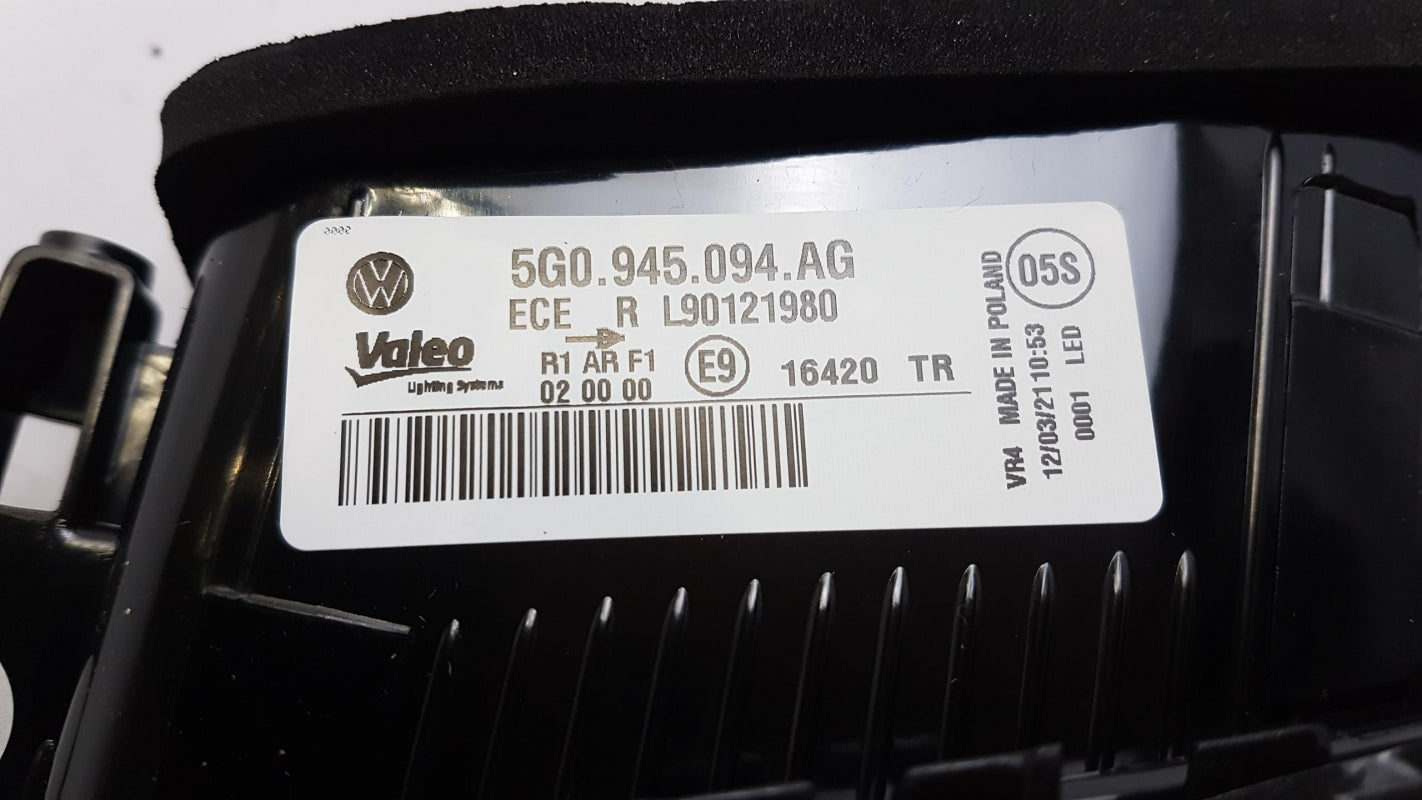 0000
5G0.945.094.AG
ECE R L90121980
Valeo
Lighting Systems
R1 AR F1
02 00 00
E9
16420 TR
05S
VR4 MADE IN POLAND
12/03/21 10:53
0001 LED